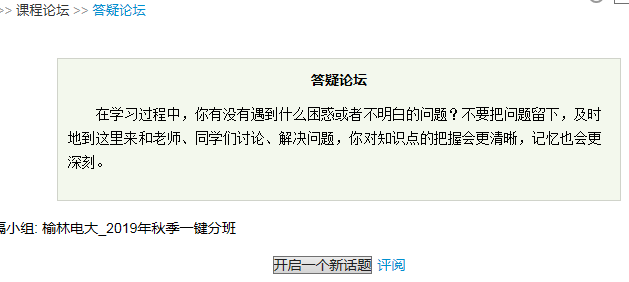 >> 课程论坛 >> 答疑论坛
答疑论坛
在学习过程中，你有没有遇到什么困惑或者不明白的问题？不要把问题留下，及时
地到这里来和老师、同学们讨论、解决问题，你对知识点的把握会更清晰，记忆也会更
深刻。
小组: 榆林电大_2019年秋季一键分班
开启一个新话题 评阅